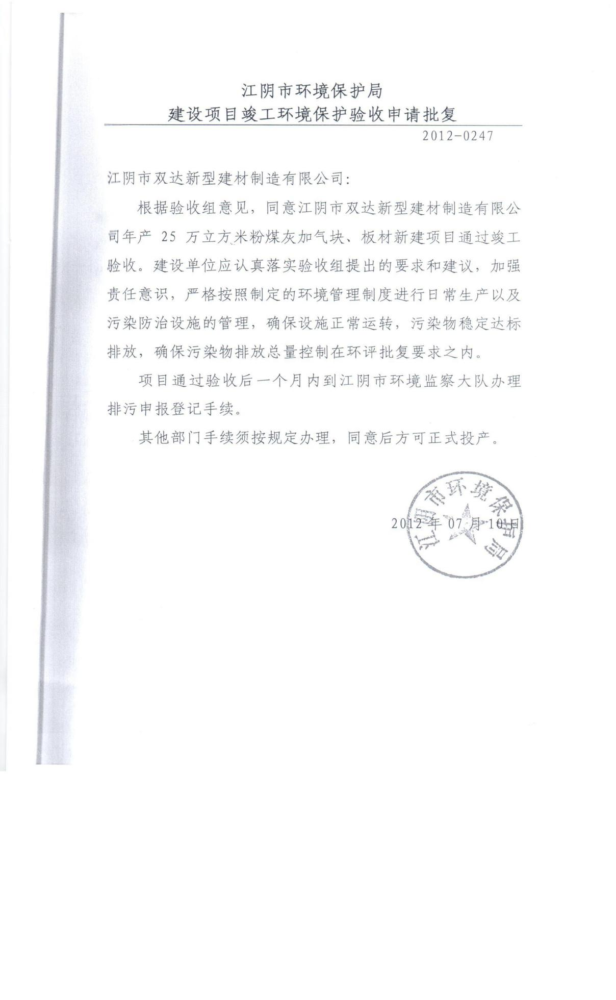 江阴市环境保护局
建设项目竣工环境保护验收申请批复
2012-0247
江阴市双达新型建材制造有限公司：
根据验收组意见，同意江阴市双达新型建材制造有限公
司年产 25 万立方米粉煤灰加气块、板材新建项目通过竣工
验收。建设单位应认真落实验收组提出的要求和建议，加强
责任意识，严格按照制定的环境管理制度进行日常生产以及
污染防治设施的管理，确保设施正常运转，污染物稳定达标
排放，确保污染物排放总量控制在环评批复要求之内。
项目通过验收后一个月内到江阴市环境监察大队办理
排污申报登记手续。
其他部门手续须按规定办理，同意后方可正式投产。
江阴市环境保护局
2012 年 07 月 10 日